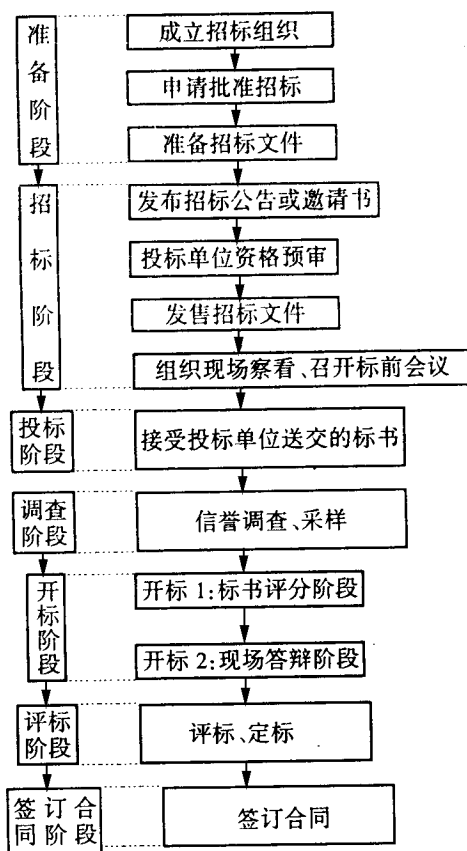 准备阶段
成立招标组织
申请批准招标
准备招标文件
招标阶段
发布招标公告或邀请书
投标单位资格预审
发售招标文件
组织现场察看、召开标前会议
投标
阶段
接受投标单位送交的标书
调查
阶段
信誉调查、采样
开标阶段
开标1:标书评分阶段
开标2:现场答辩阶段
评标
阶段
评标、定标
签订合
同阶段
签订合同